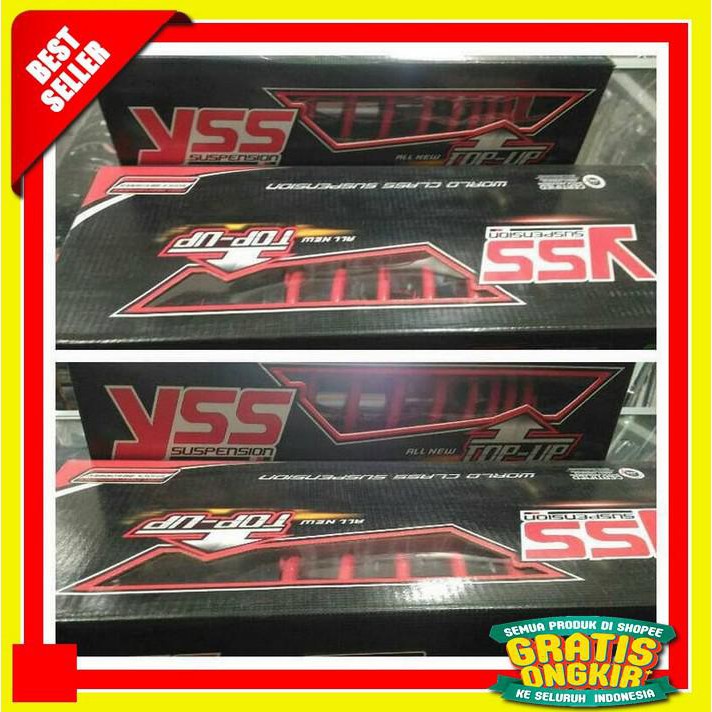 BEST
SELLER
YSS
SUSPENSION
ALL NEW
TOP-UP
WORLD CLASS SUSPENSION
CERTIFIED
YSS
SUSPENSION
ALL NEW
TOP-UP
YSS
SUSPENSION
ALL NEW
TOP-UP
WORLD CLASS SUSPENSION
CERTIFIED
YSS
SUSPENSION
ALL NEW
TOP-UP
SEMUA PRODUK DI SHOPEE
GRATIS
ONGKIR
KE SELURUH INDONESIA